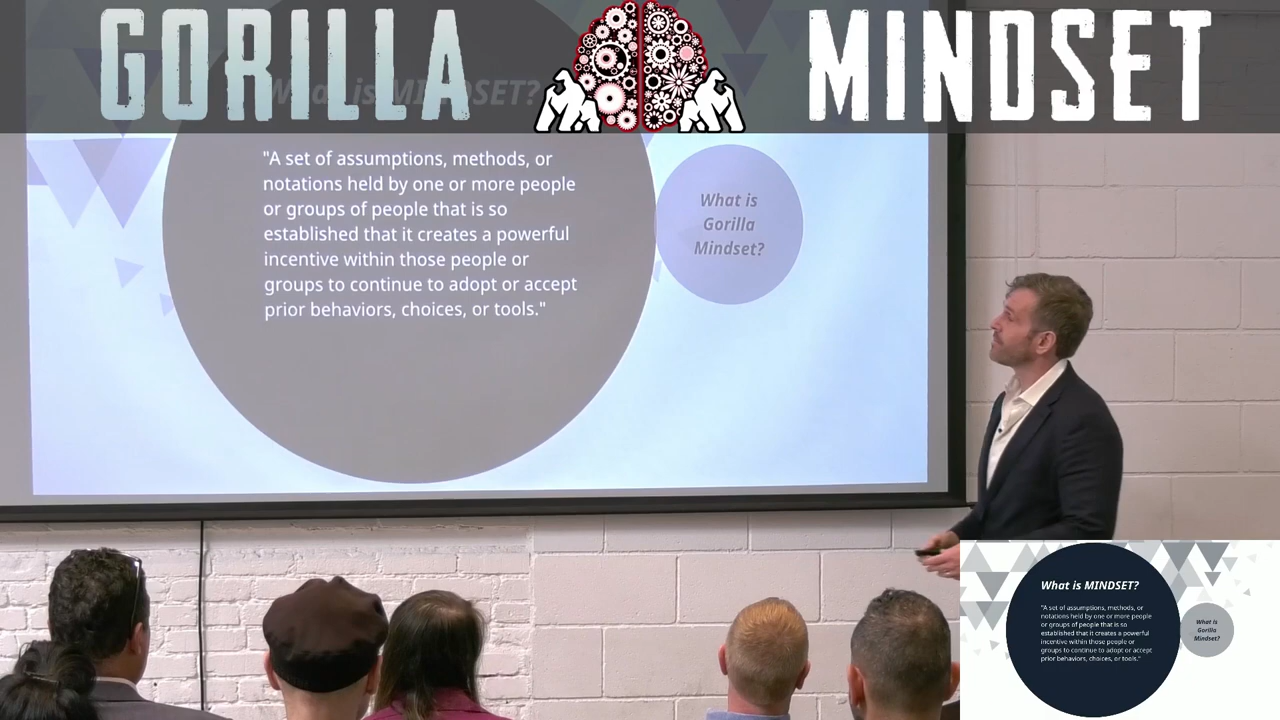 GORILLA MINDSET
What is MINDSET?
"A set of assumptions, methods, or
notations held by one or more people
or groups of people that is so
established that it creates a powerful
incentive within those people or
groups to continue to adopt or accept
prior behaviors, choices, or tools."
What is
Gorilla
Mindset?
What is MINDSET?
"A set of assumptions, methods, or
notations held by one or more people
or groups of people that is so
established that it creates a powerful
incentive within those people or
groups to continue to adopt or accept
prior behaviors, choices, or tools."
What is
Gorilla
Mindset?